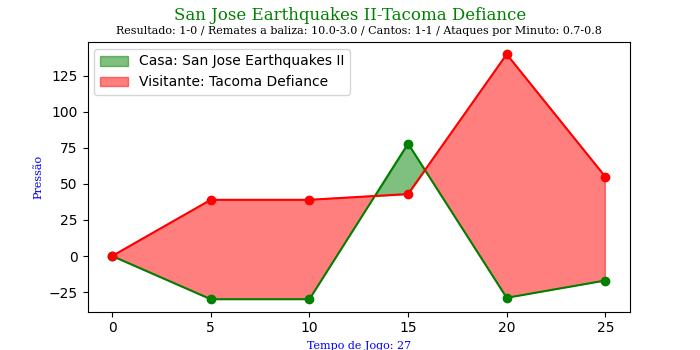 San Jose Earthquakes II-Tacoma Defiance
Resultado: 1-0 / Remates a baliza: 10.0-3.0 / Cantos: 1-1 / Ataques por Minuto: 0.7-0.8
Casa: San Jose Earthquakes II
Visitante: Tacoma Defiance
Pressão
125
100
75
50
25
0
−25
0 5 10 15 20 25
Tempo de Jogo: 27